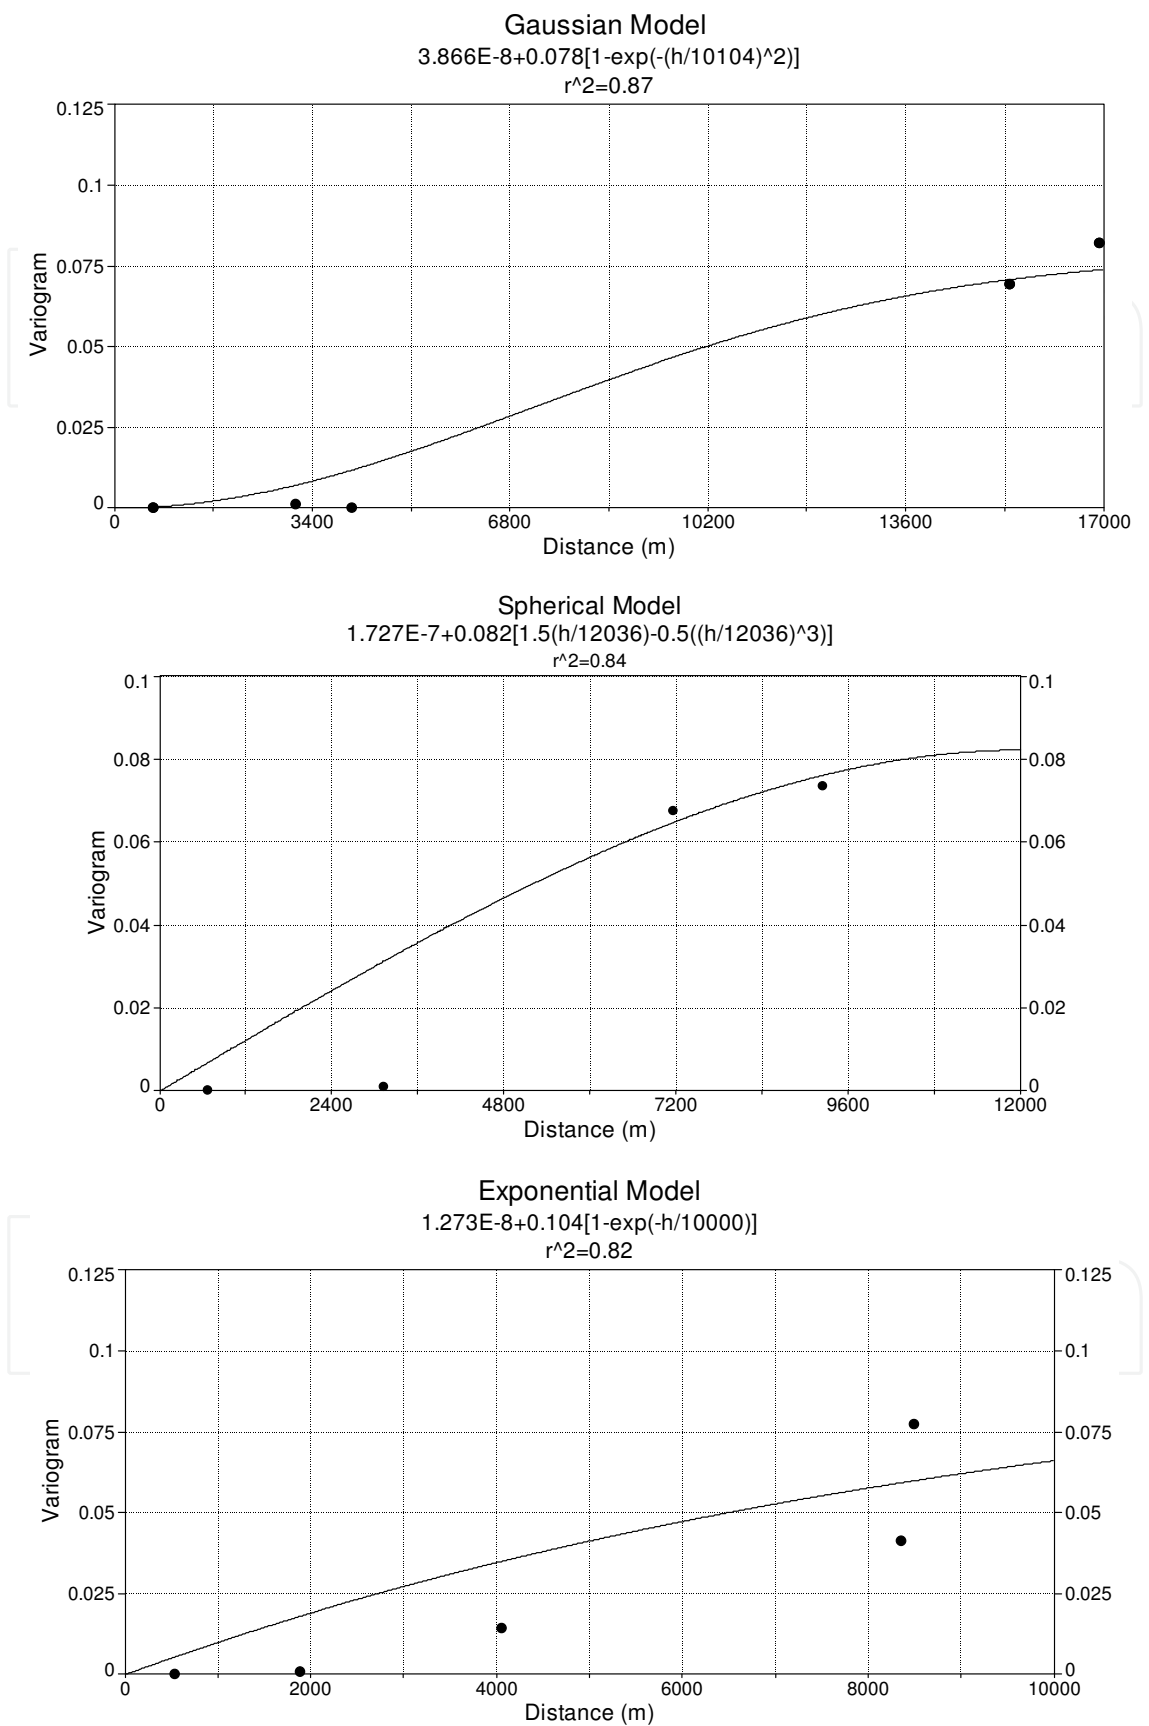 Gaussian Model
3.866E-8+0.078[1-exp(-(h/10104)^2)]
r^2=0.87
0.125
0.1
0.075
0.05
0.025
0
Variogram
0 3400 6800 10200 13600 17000
Distance (m)
Spherical Model
1.727E-7+0.082[1.5(h/12036)-0.5((h/12036)^3)]
r^2=0.84
0.1 0.1
0.08 0.08
0.06 0.06
0.04 0.04
0.02 0.02
0 0
Variogram
0 2400 4800 7200 9600 12000
Distance (m)
Exponential Model
1.273E-8+0.104[1-exp(-h/10000)]
r^2=0.82
0.125 0.125
0.1 0.1
0.075 0.075
0.05 0.05
0.025 0.025
0 0
Variogram
0 2000 4000 6000 8000 10000
Distance (m)